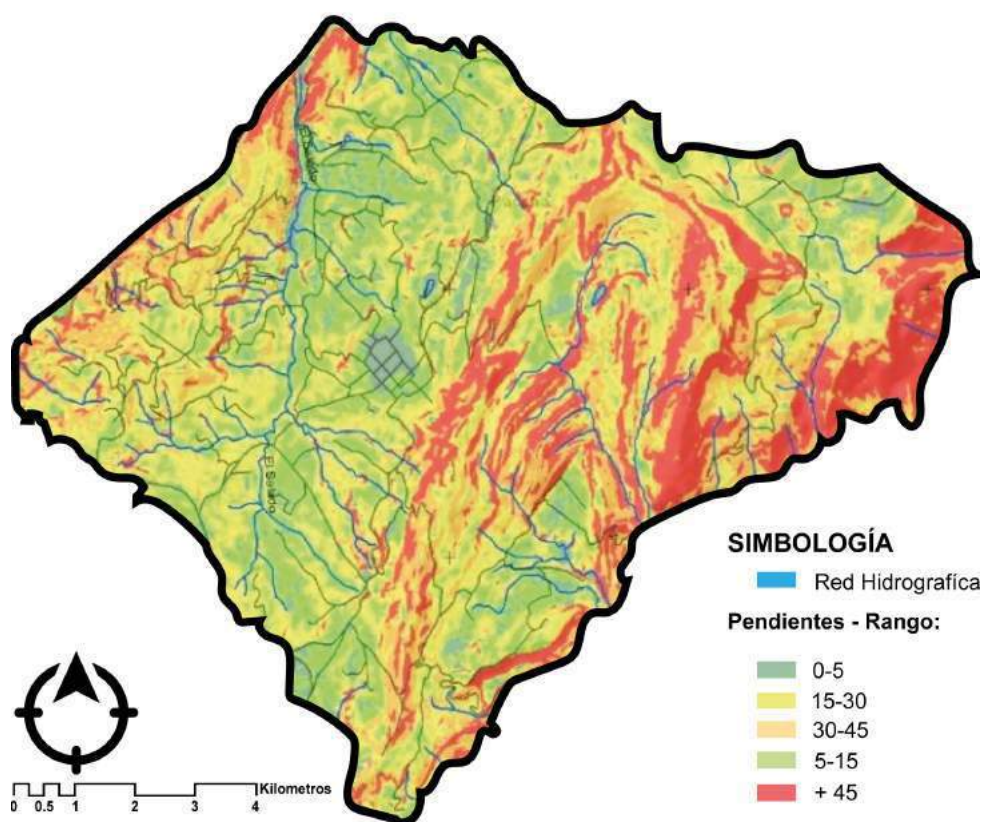 El Salado
SIMBOLOGÍA
Red Hidrografíca
Pendientes - Rango:
0-5
15-30
30-45
5-15
+ 45
Kilometros
0 0.5 1 2 3 4